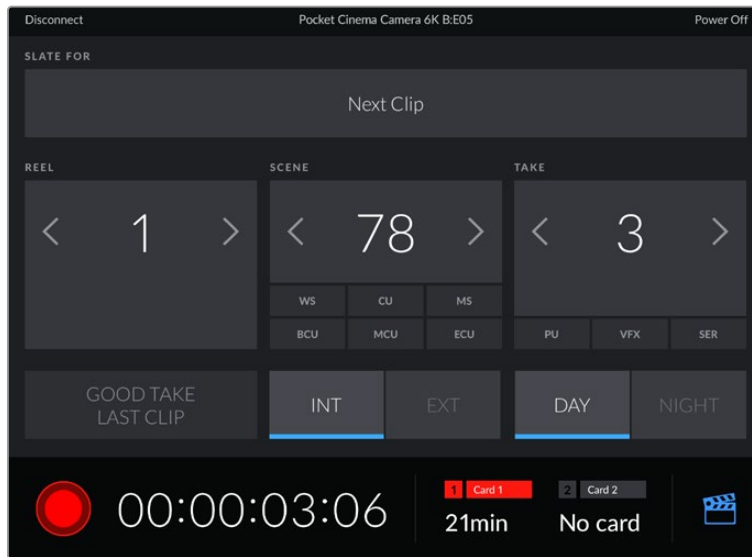 Disconnect Pocket Cinema Camera 6K B:E05 Power Off
SLATE FOR
Next Clip
REEL SCENE TAKE
1 78 3
WS CU MS
BCU MCU ECU PU VFX SER
GOOD TAKE
LAST CLIP
INT EXT DAY NIGHT
00:00:03:06
1 Card 1 2 Card 2
21min No card